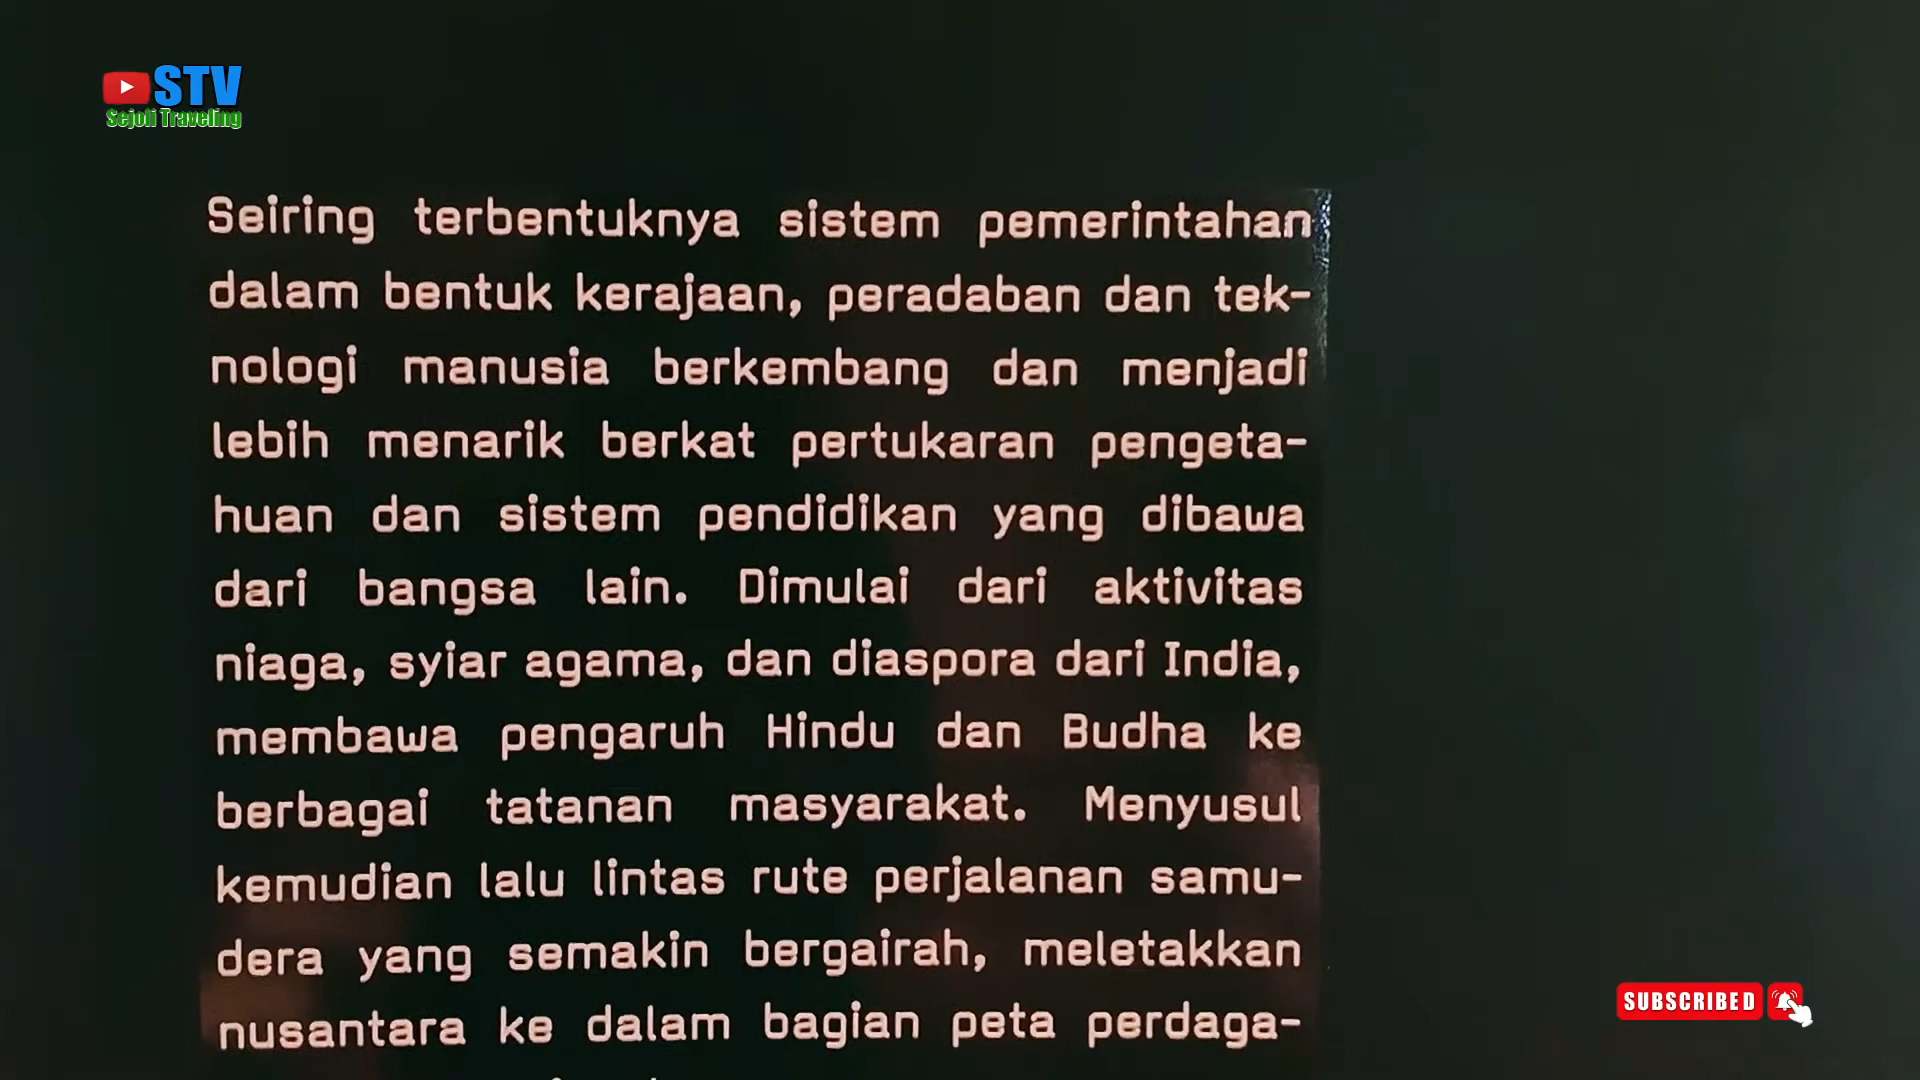 STV
Sejoli Traveling
Seiring terbentuknya sistem pemerintahan
dalam bentuk kerajaan, peradaban dan tek-
nologi manusia berkembang dan menjadi
lebih menarik berkat pertukaran pengeta-
huan dan sistem pendidikan yang dibawa
dari bangsa lain. Dimulai dari aktivitas
niaga, syiar agama, dan diaspora dari India,
membawa pengaruh Hindu dan Budha ke
berbagai tatanan masyarakat. Menyusul
kemudian lalu lintas rute perjalanan samu-
dera yang semakin bergairah, meletakkan
nusantara ke dalam bagian peta perdaga-
SUBSCRIBED